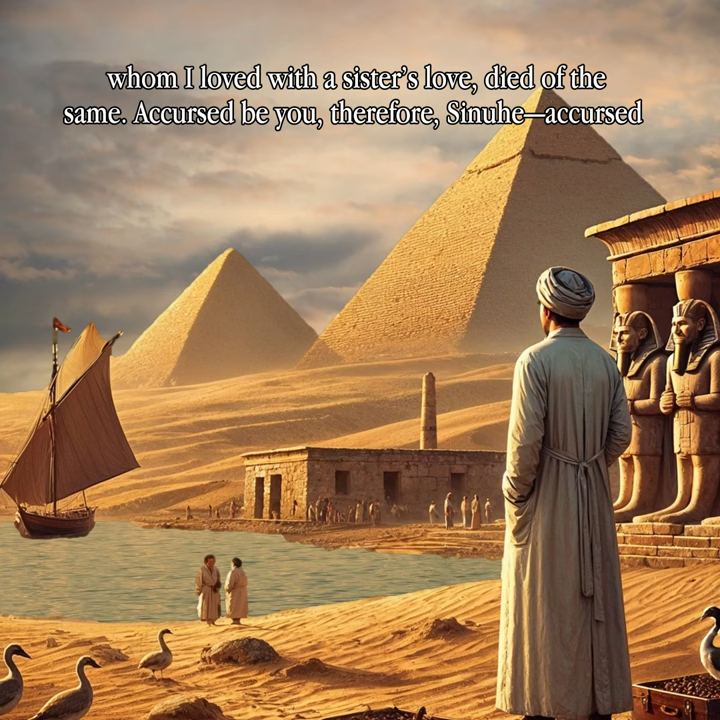 whom I loved with a sister’s love, died of the
same. Accursed be you, therefore, Sinuhe—accursed